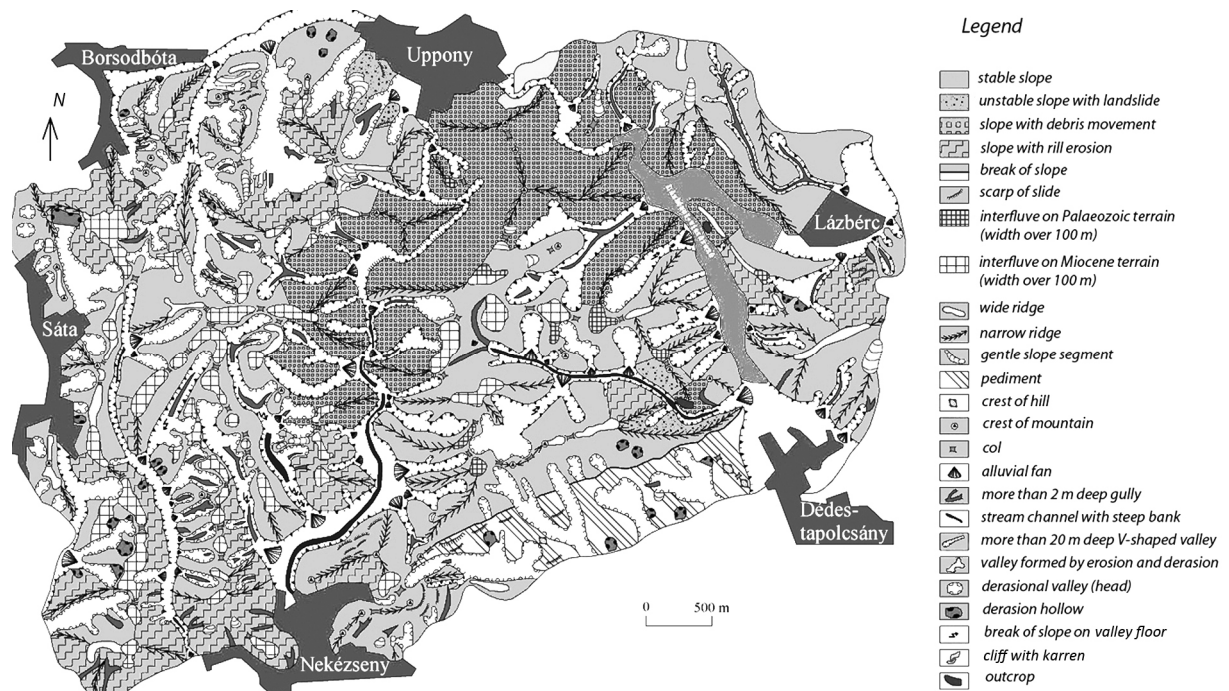 Borsodbóta
Uppony
N
Lázbérc
Sáta
Dédes-
tapolcsány
Nekézseny
0 500 m
Legend
stable slope
unstable slope with landslide
slope with debris movement
slope with rill erosion
break of slope
scarp of slide
interfluve on Palaeozoic terrain
(width over 100 m)
interfluve on Miocene terrain
(width over 100 m)
wide ridge
narrow ridge
gentle slope segment
pediment
crest of hill
crest of mountain
col
alluvial fan
more than 2 m deep gully
stream channel with steep bank
more than 20 m deep V-shaped valley
valley formed by erosion and derasion
derasional valley (head)
derasion hollow
break of slope on valley floor
cliff with karren
outcrop